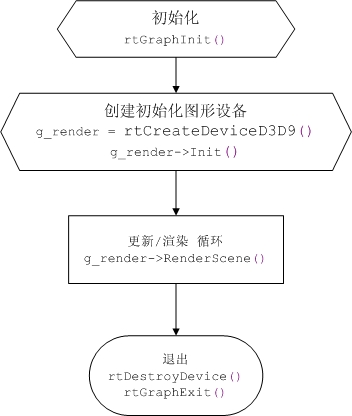 初始化
rtGraphInit()
创建初始化图形设备
g_render = rtCreateDeviceD3D9()
g_render->Init()
更新/渲染 循环
g_render->RenderScene()
退出
rtDestroyDevice()
rtGraphExit()